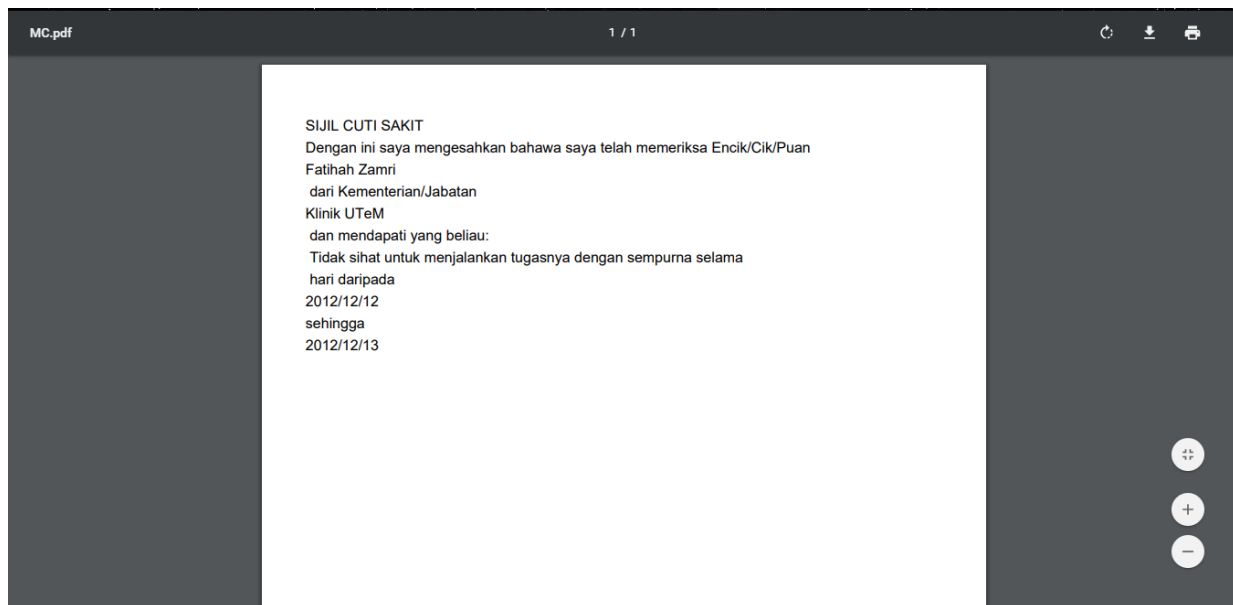 MC.pdf
1 / 1
SIJIL CUTI SAKIT
Dengan ini saya mengesahkan bahawa saya telah memeriksa Encik/Cik/Puan
Fatihah Zamri
dari Kementerian/Jabatan
Klinik UTeM
dan mendapati yang beliau:
Tidak sihat untuk menjalankan tugasnya dengan sempurna selama
hari daripada
2012/12/12
sehingga
2012/12/13